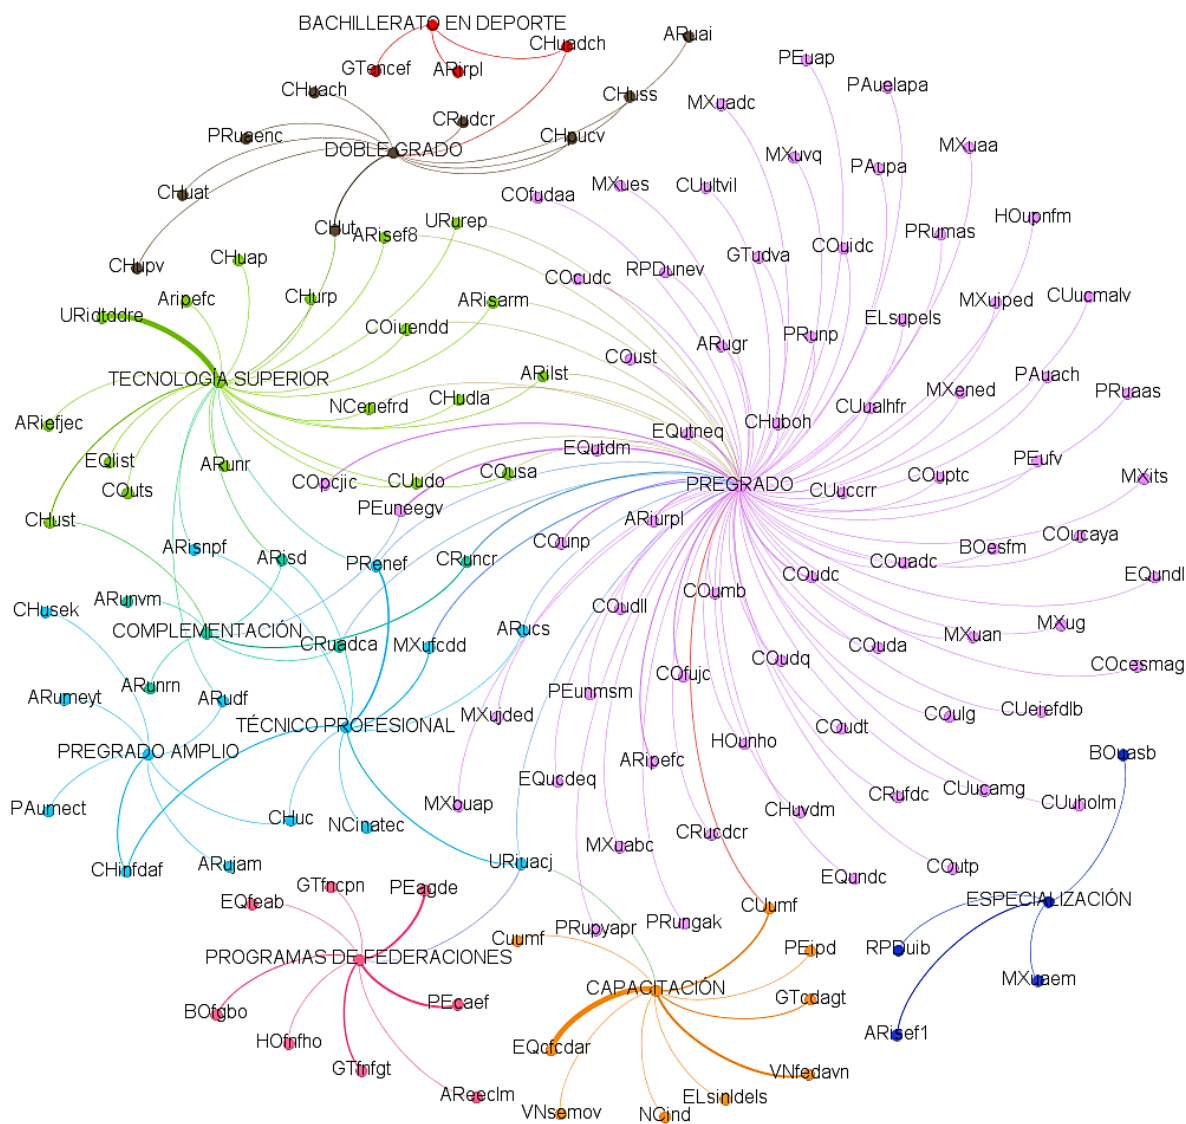 BACHILLERATO EN DEPORTE
CHuadch
ARuai
GTencef
ARirpl
PEuap
PAuelapa
CHuach
CHuss
MXuadc
CRudcr
PRuaenc
CHpucv
DOBLE GRADO
MXuvq
MXuaa
PAupa
CHuat
COfudaa
MXues
CUultvil
HOupnfm
CHut
ARisef8
URurep
PRumas
CHupv
CHuap
COcudc
RPDunev
GTudva
COuidc
Aripefc
CHurp
ARisarm
MXuiped
CUucmalv
URidtddre
COiurendd
ELsupels
PRunp
ARugr
COust
TECNOLOGÍA SUPERIOR
ARilst
PAuach
PRuaas
MXened
NCenefrd
CHudla
CUualhfr
ARiefjec
CHuboh
EQutneq
EQlist
ARunr
EQutdm
PEufv
COuts
COpcjic
CUudo
COusa
PREGRADO
CUuccrr
COuptc
MXits
CHust
PEuneegv
ARiurpl
ARisnpf
ARisd
PRenef
CRuncr
COunp
COuadc
BOesfm
COucaya
COudc
EQundl
CHusek
ARunvm
COMPLEMENTACIÓN
CRuadca
MXufcdd
ARucs
COudll
COumb
MXuan
MXug
COuda
COudq
COcesmag
ARumeyt
ARunrn
ARudf
COfujc
PEunmsm
TÉCNICO PROFESIONAL
MXujded
COudt
COulg
CUeiefdlb
PREGRADO AMPLIO
HOunho
ARipefc
BOuasb
PAumect
EQucdeq
CHuc
NCinatec
MXbuap
CHuvdm
CRufdc
CUucamg
CUuholm
CRucdcr
MXuabc
CHinfdaf
ARujam
URiuacj
EQundc
COutp
EQfeab
GTfncpn
PEagde
CUumf
ESPECIALIZACIÓN
PRupyapr
PRungak
Cuumf
PROGRAMAS DE FEDERACIONES
PEipd
RPDuib
MXuaem
CAPACITACIÓN
GTcdagt
BOfgbo
PEcaef
HOfnfho
GTfnfgt
EQcfcdar
ARisef1
VNfedavn
AReeclm
VNsemov
NCind
ELsinldels